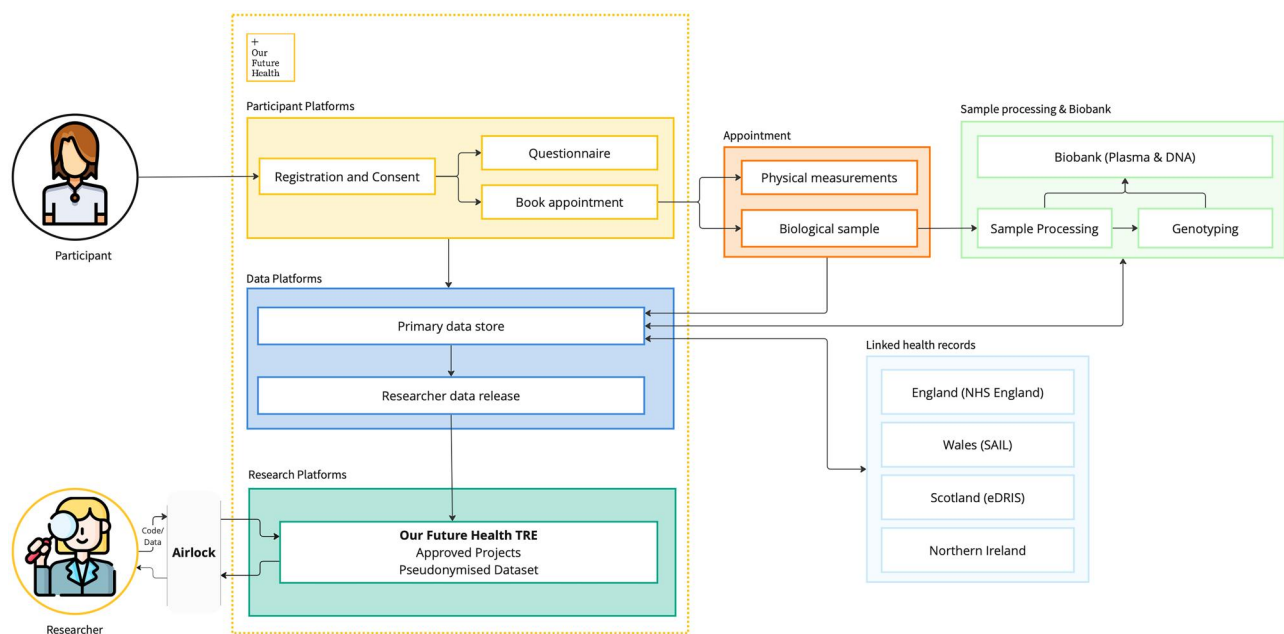 +
Our
Future
Health
Participant Platforms
Registration and Consent
Questionnaire
Book appointment
Appointment
Physical measurements
Biological sample
Sample processing & Biobank
Biobank (Plasma & DNA)
Sample Processing
Genotyping
Participant
Data Platforms
Primary data store
Researcher data release
Linked health records
England (NHS England)
Wales (SAIL)
Scotland (eDRIS)
Northern Ireland
Research Platforms
Our Future Health TRE
Approved Projects
Pseudonymised Dataset
Code/
Data
Airlock
Researcher